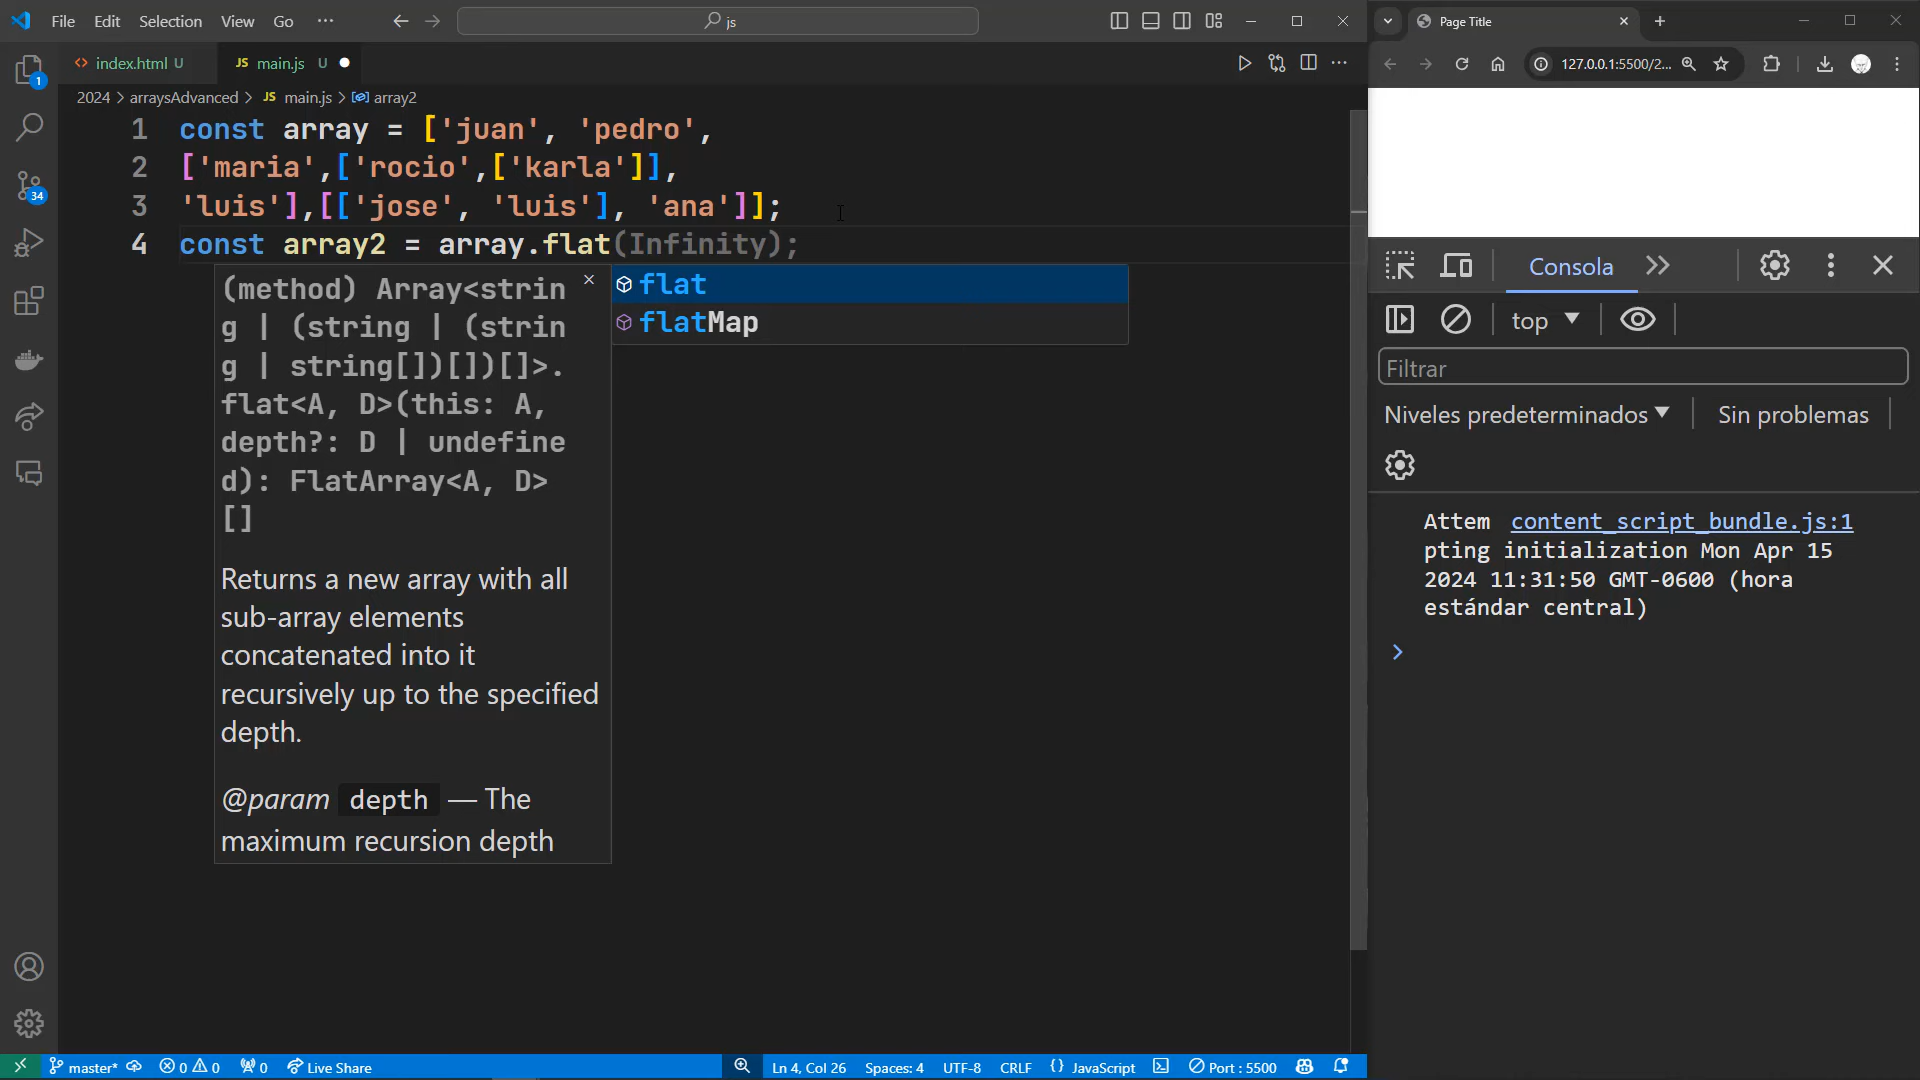 File Edit Selection View Go ··· js
index.html U JS main.js U
2024 > arraysAdvanced > JS main.js > array2
1 const array = ['juan', 'pedro',
2 ['maria',['rocio',['karla']],
3 'luis'],[['jose', 'luis'], 'ana']];
4 const array2 = array.flat(Infinity);
(method) Array<strin
g | (string | (strin
g | string[])[])[]>.
flat<A, D>(this: A,
depth?: D | undefine
d): FlatArray<A, D>
[]
Returns a new array with all
sub-array elements
concatenated into it
recursively up to the specified
depth.
@param depth — The
maximum recursion depth
flat
flatMap
1
34
master* 0 0 0 Live Share Ln 4, Col 26 Spaces: 4 UTF-8 CRLF {} JavaScript Port : 5500
Page Title
127.0.0.1:5500/2...
Consola
top
Filtrar
Niveles predeterminados Sin problemas
Attem content_script_bundle.js:1
pting initialization Mon Apr 15
2024 11:31:50 GMT-0600 (hora
estándar central)